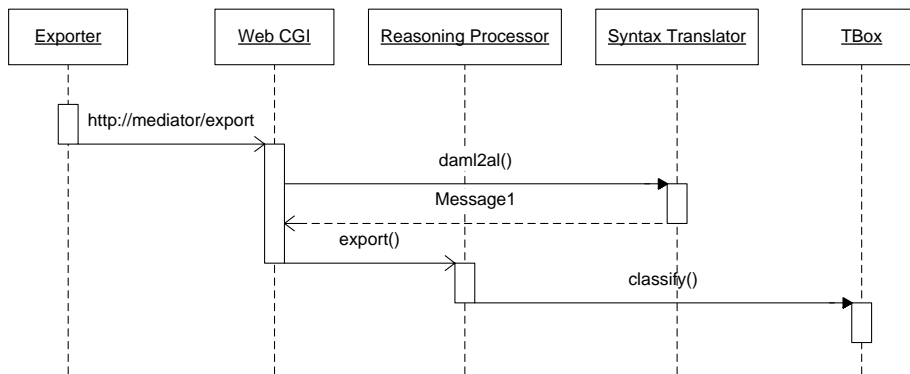 Exporter
Web CGI
Reasoning Processor
Syntax Translator
TBox
http://mediator/export
daml2al()
Message1
export()
classify()